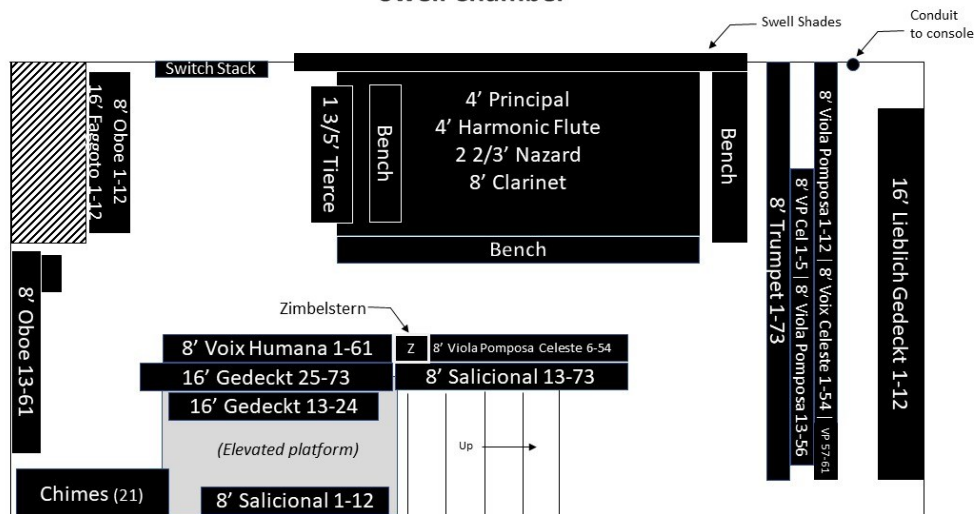 Swell Shades
Conduit
to console
Switch Stack
8’ Oboe 1-12
16’ Faggoto 1-12
1 3/5’ Tierce
Bench
4’ Principal
4’ Harmonic Flute
2 2/3’ Nazard
8’ Clarinet
Bench
Bench
8’ Trumpet 1-73
8’ VP Cel 1-5 | 8’ Viola Pomposa 13-56
8’ Viola Pomposa 1-12 | 8’ Voix Celeste 1-54 | VP 57-61
16’ Lieblich Gedeckt 1-12
8’ Oboe 13-61
Zimbelstern
8’ Voix Humana 1-61
Z
8’ Viola Pomposa Celeste 6-54
16’ Gedeckt 25-73
8’ Salicional 13-73
16’ Gedeckt 13-24
(Elevated platform)
Up
Chimes (21)
8’ Salicional 1-12